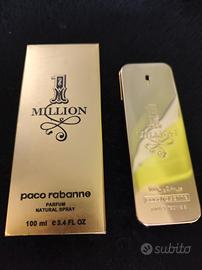 1
MILLION
paco rabanne
PARFUM
NATURAL SPRAY
100 ml e 3.4 FL OZ
subito